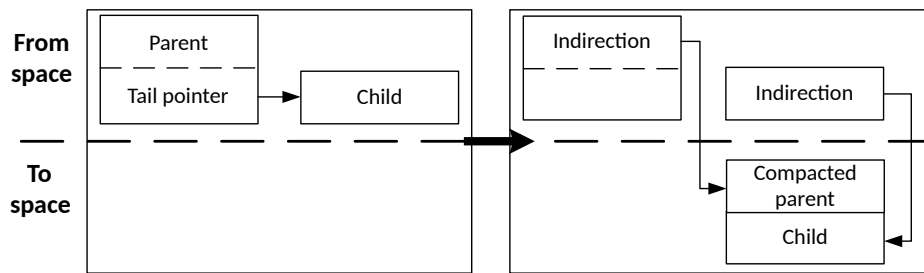 From
space
Parent
Tail pointer
Child
Indirection
Indirection
To
space
Compacted
parent
Child